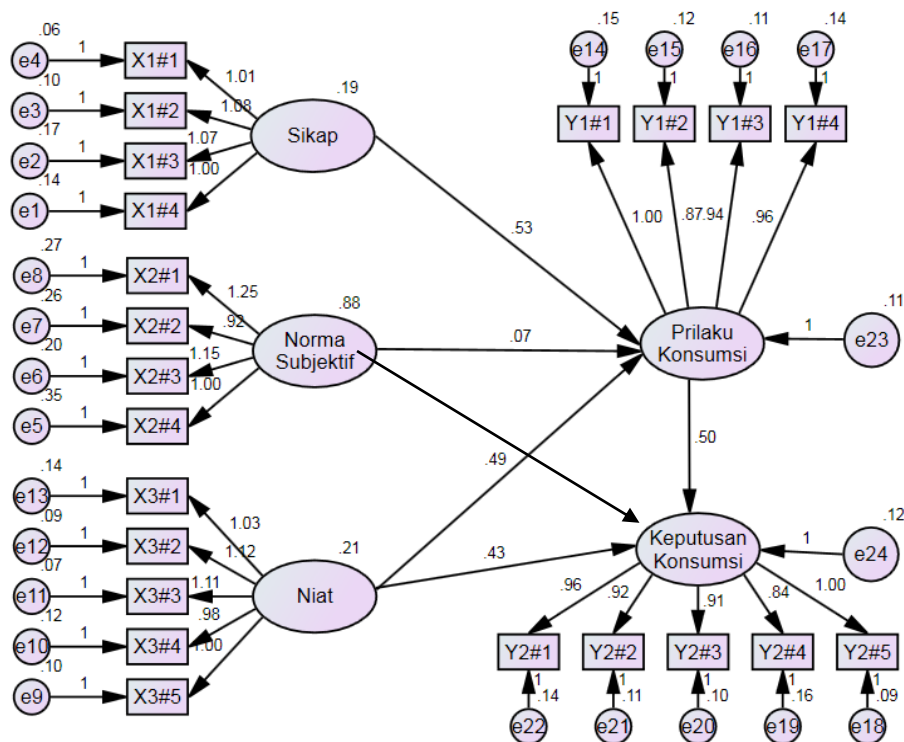 .06
e4 1 X1#1 1.01
.10
e3 1 X1#2 1.08
.17
e2 1 X1#3 1.07
.14
e1 1 X1#4 1.00
.19
Sikap
.27
e8 1 X2#1 1.25
.26
e7 1 X2#2 .92
.20
e6 1 X2#3 1.15
.35
e5 1 X2#4 1.00
.88
Norma
Subjektif
.14
e13 1 X3#1 1.03
.09
e12 1 X3#2 1.12
.07
e11 1 X3#3 1.11
.12
e10 1 X3#4 .98
.10
e9 1 X3#5 1.00
.21
Niat
.15 .12 .11 .14
e14 e15 e16 e17
1 1 1 1
Y1#1 Y1#2 Y1#3 Y1#4
1.00 .87 .94 .96
.53
.07
.49
.43
Prilaku
Konsumsi
.11
1 e23
.50
Keputusan
Konsumsi
.12
1 e24
.96 .92 .91 .84 1.00
Y2#1 Y2#2 Y2#3 Y2#4 Y2#5
1 1 1 1 1
.14 .11 .10 .16 .09
e22 e21 e20 e19 e18